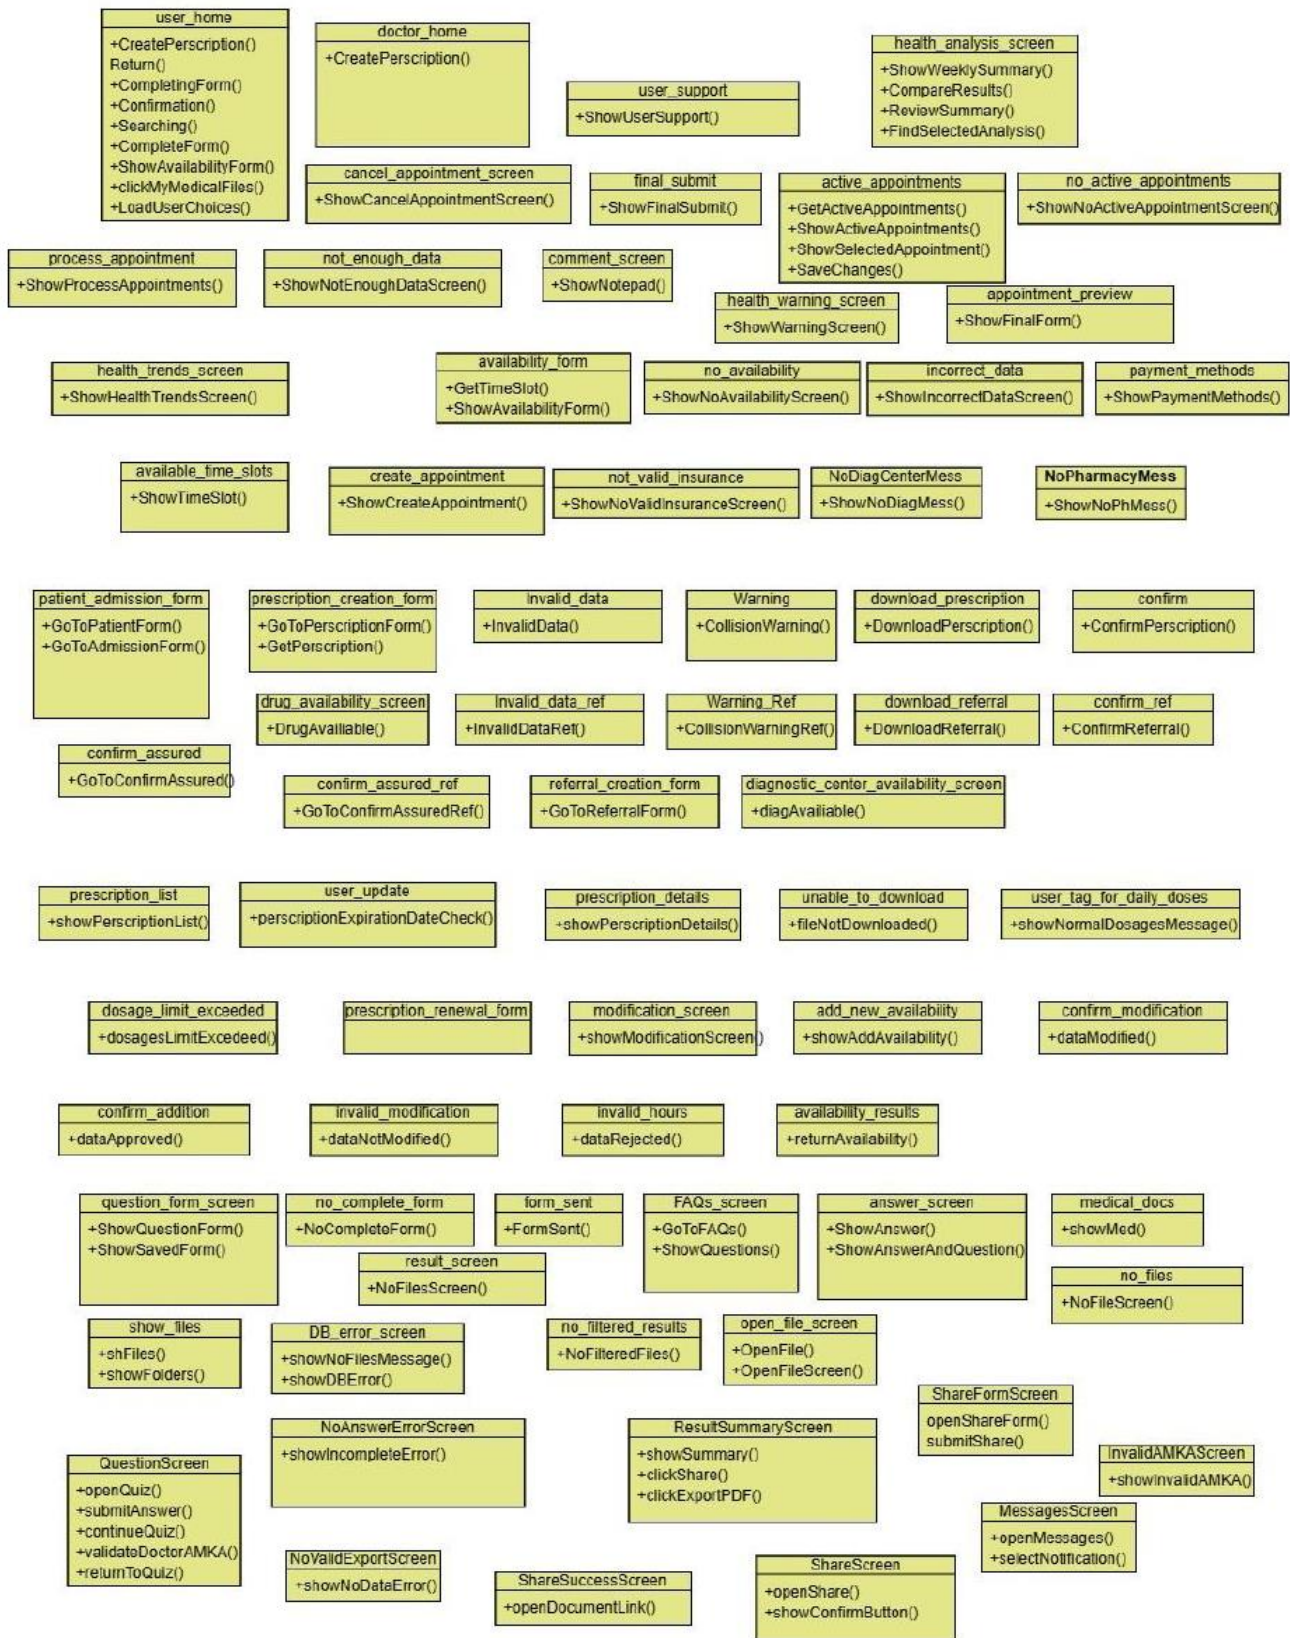 user_home
+CreatePerscription()
Return()
+CompletingForm()
+Confirmation()
+Searching()
+CompleteForm()
+ShowAvailabilityForm()
+clickMyMedicalFiles()
+LoadUserChoices()
doctor_home
+CreatePerscription()
user_support
+ShowUserSupport()
health_analysis_screen
+ShowWeeklySummary()
+CompareResults()
+ReviewSummary()
+FindSelectedAnalysis()
cancel_appointment_screen
+ShowCancelAppointmentScreen()
final_submit
+ShowFinalSubmit()
active_appointments
+GetActiveAppointments()
+ShowActiveAppointments()
+ShowSelectedAppointment()
+SaveChanges()
no_active_appointments
+ShowNoActiveAppointmentScreen()
process_appointment
+ShowProcessAppointments()
not_enough_data
+ShowNotEnoughDataScreen()
comment_screen
+ShowNotepad()
health_warning_screen
+ShowWarningScreen()
appointment_preview
+ShowFinalForm()
health_trends_screen
+ShowHealthTrendsScreen()
availability_form
+GetTimeSlot()
+ShowAvailabilityForm()
no_availability
+ShowNoAvailabilityScreen()
incorrect_data
+ShowIncorrectDataScreen()
payment_methods
+ShowPaymentMethods()
available_time_slots
+ShowTimeSlot()
create_appointment
+ShowCreateAppointment()
not_valid_insurance
+ShowNoValidInsuranceScreen()
NoDiagCenterMess
+ShowNoDiagMess()
NoPharmacyMess
+ShowNoPhMess()
patient_admission_form
+GoToPatientForm()
+GoToAdmissionForm()
prescription_creation_form
+GoToPerscriptionForm()
+GetPerscription()
Invalid_data
+InvalidData()
Warning
+CollisionWarning()
download_prescription
+DownloadPerscription()
confirm
+ConfirmPerscription()
drug_availability_screen
+DrugAvailiable()
Invalid_data_ref
+InvalidDataRef()
Warning_Ref
+CollisionWarningRef()
download_referral
+DownloadReferral()
confirm_ref
+ConfirmReferral()
confirm_assured
+GoToConfirmAssured()
confirm_assured_ref
+GoToConfirmAssuredRef()
referral_creation_form
+GoToReferralForm()
diagnostic_center_availability_screen
+diagAvailiable()
prescription_list
+showPerscriptionList()
user_update
+perscriptionExpirationDateCheck()
prescription_details
+showPerscriptionDetails()
unable_to_download
+fileNotDownloaded()
user_tag_for_daily_doses
+showNormalDosagesMessage()
dosage_limit_exceeded
+dosagesLimitExcedeed()
prescription_renewal_form
modification_screen
+showModificationScreen()
add_new_availability
+showAddAvailability()
confirm_modification
+dataModified()
confirm_addition
+dataApproved()
invalid_modification
+dataNotModified()
invalid_hours
+dataRejected()
availability_results
+returnAvailability()
question_form_screen
+ShowQuestionForm()
+ShowSavedForm()
no_complete_form
+NoCompleteForm()
form_sent
+FormSent()
FAQs_screen
+GoToFAQs()
+ShowQuestions()
answer_screen
+ShowAnswer()
+ShowAnswerAndQuestion()
medical_docs
+showMed()
result_screen
+NoFilesScreen()
no_files
+NoFileScreen()
show_files
+shFiles()
+showFolders()
DB_error_screen
+showNoFilesMessage()
+showDBError()
no_filtered_results
+NoFilteredFiles()
open_file_screen
+OpenFile()
+OpenFileScreen()
ShareFormScreen
openShareForm()
submitShare()
NoAnswerErrorScreen
+showIncompleteError()
ResultSummaryScreen
+showSummary()
+clickShare()
+clickExportPDF()
InvalidAMKAScreen
+showInvalidAMKA()
QuestionScreen
+openQuiz()
+submitAnswer()
+continueQuiz()
+validateDoctorAMKA()
+returnToQuiz()
MessagesScreen
+openMessages()
+selectNotification()
NoValidExportScreen
+showNoDataError()
ShareSuccessScreen
+openDocumentLink()
ShareScreen
+openShare()
+showConfirmButton()